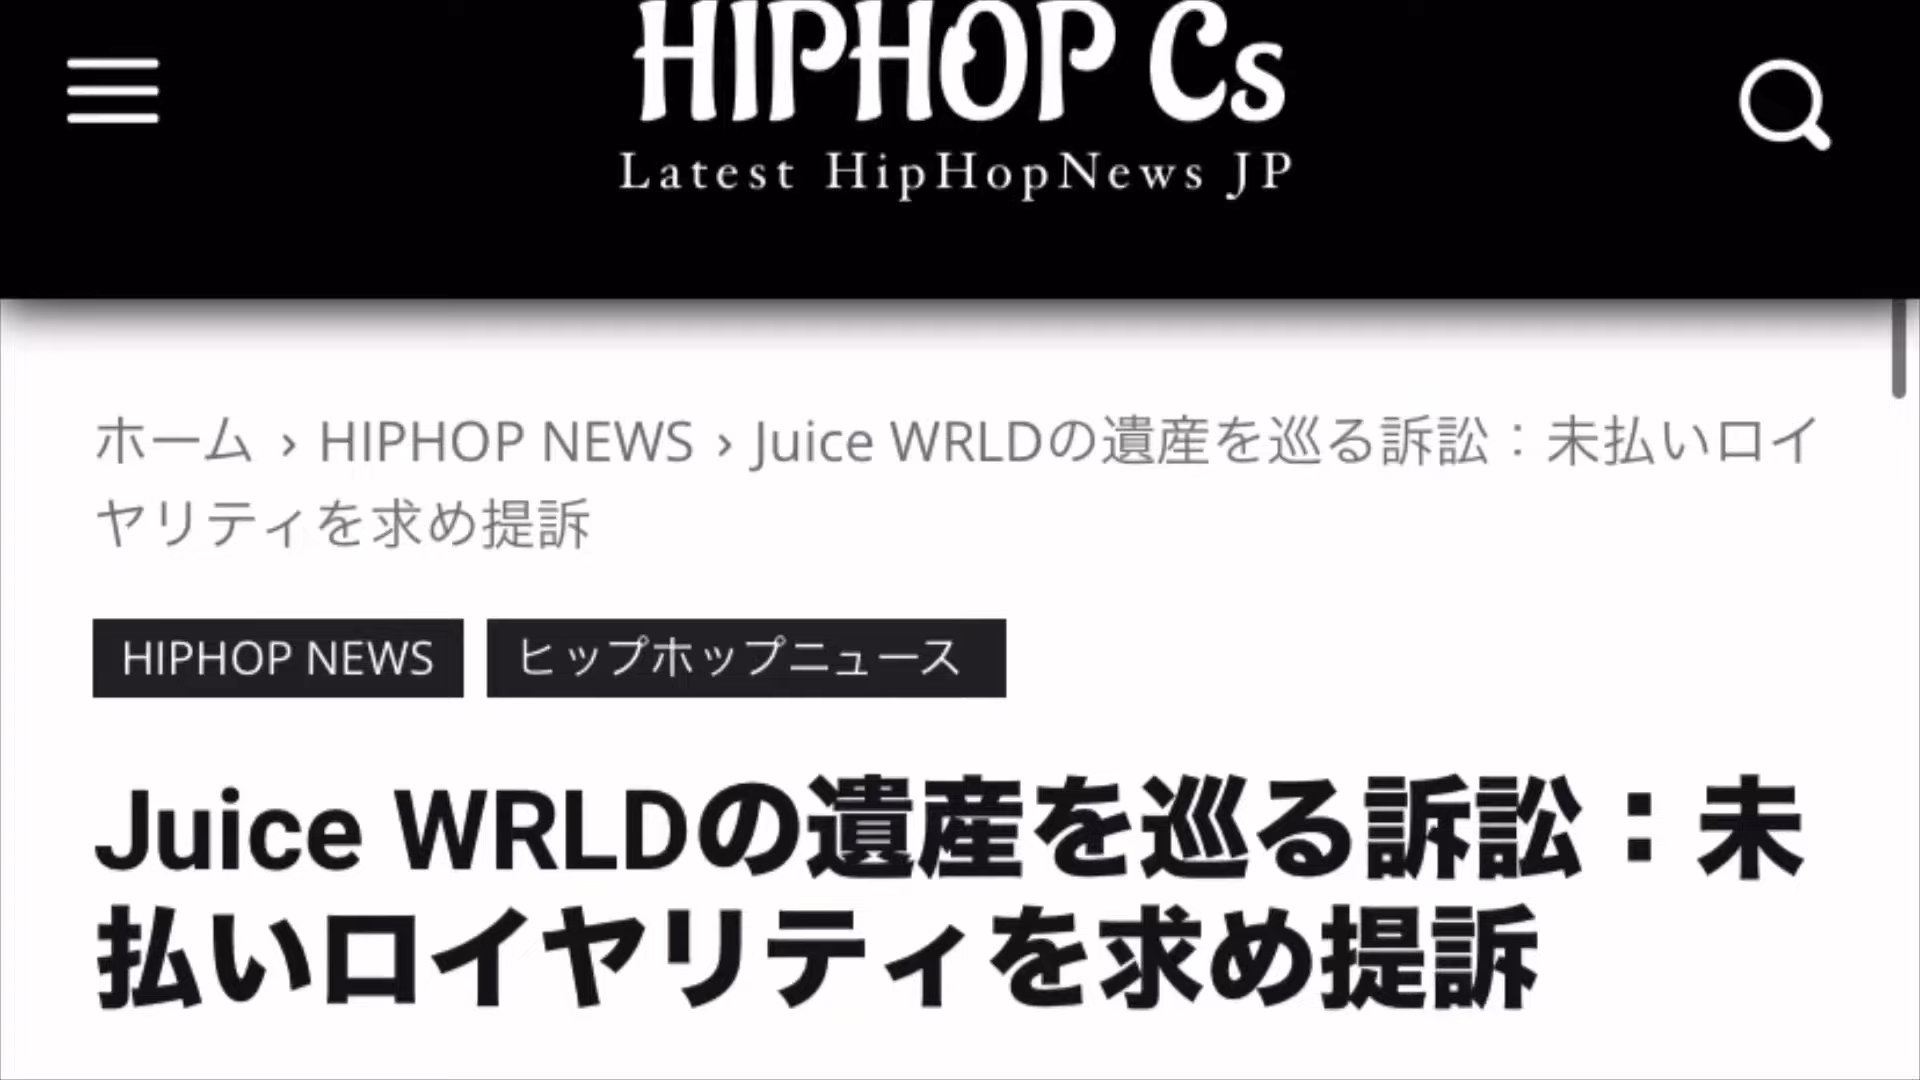 HIPHOP Cs
Latest HipHopNews JP
ホーム › HIPHOP NEWS › Juice WRLDの遺産を巡る訴訟：未払いロイ
ヤリティを求め提訴
HIPHOP NEWS ヒップホップニュース
Juice WRLDの遺産を巡る訴訟：未
払いロイヤリティを求め提訴